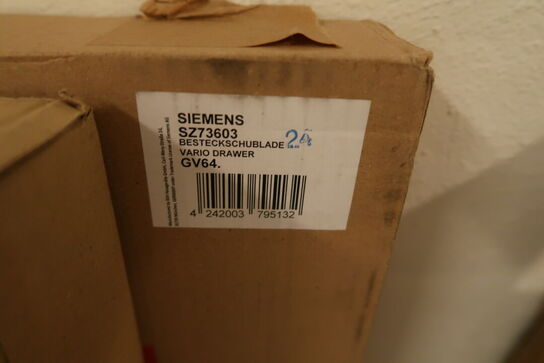 SIEMENS
SZ73603
BESTECKSCHUBLADE
VARIO DRAWER
GV64.
4 242003 795132